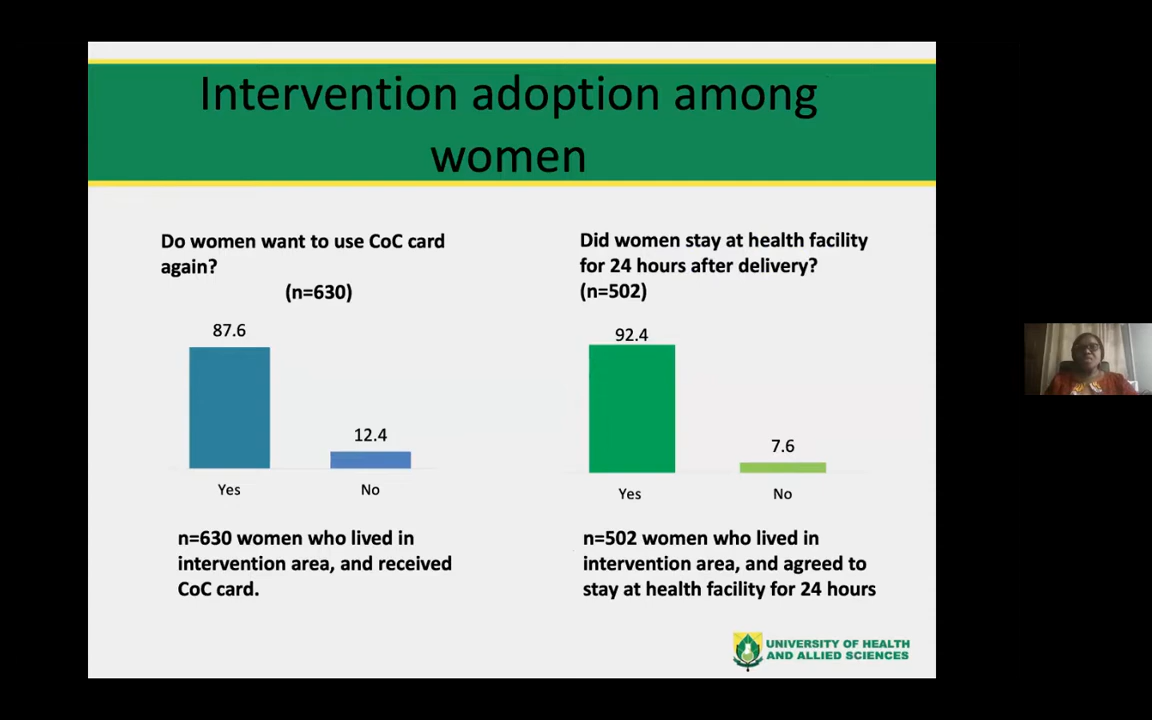 Intervention adoption among
women
Do women want to use CoC card
again?
(n=630)
87.6
12.4
Yes
No
n=630 women who lived in
intervention area, and received
CoC card.
Did women stay at health facility
for 24 hours after delivery?
(n=502)
92.4
7.6
Yes
No
n=502 women who lived in
intervention area, and agreed to
stay at health facility for 24 hours
UNIVERSITY OF HEALTH
AND ALLIED SCIENCES